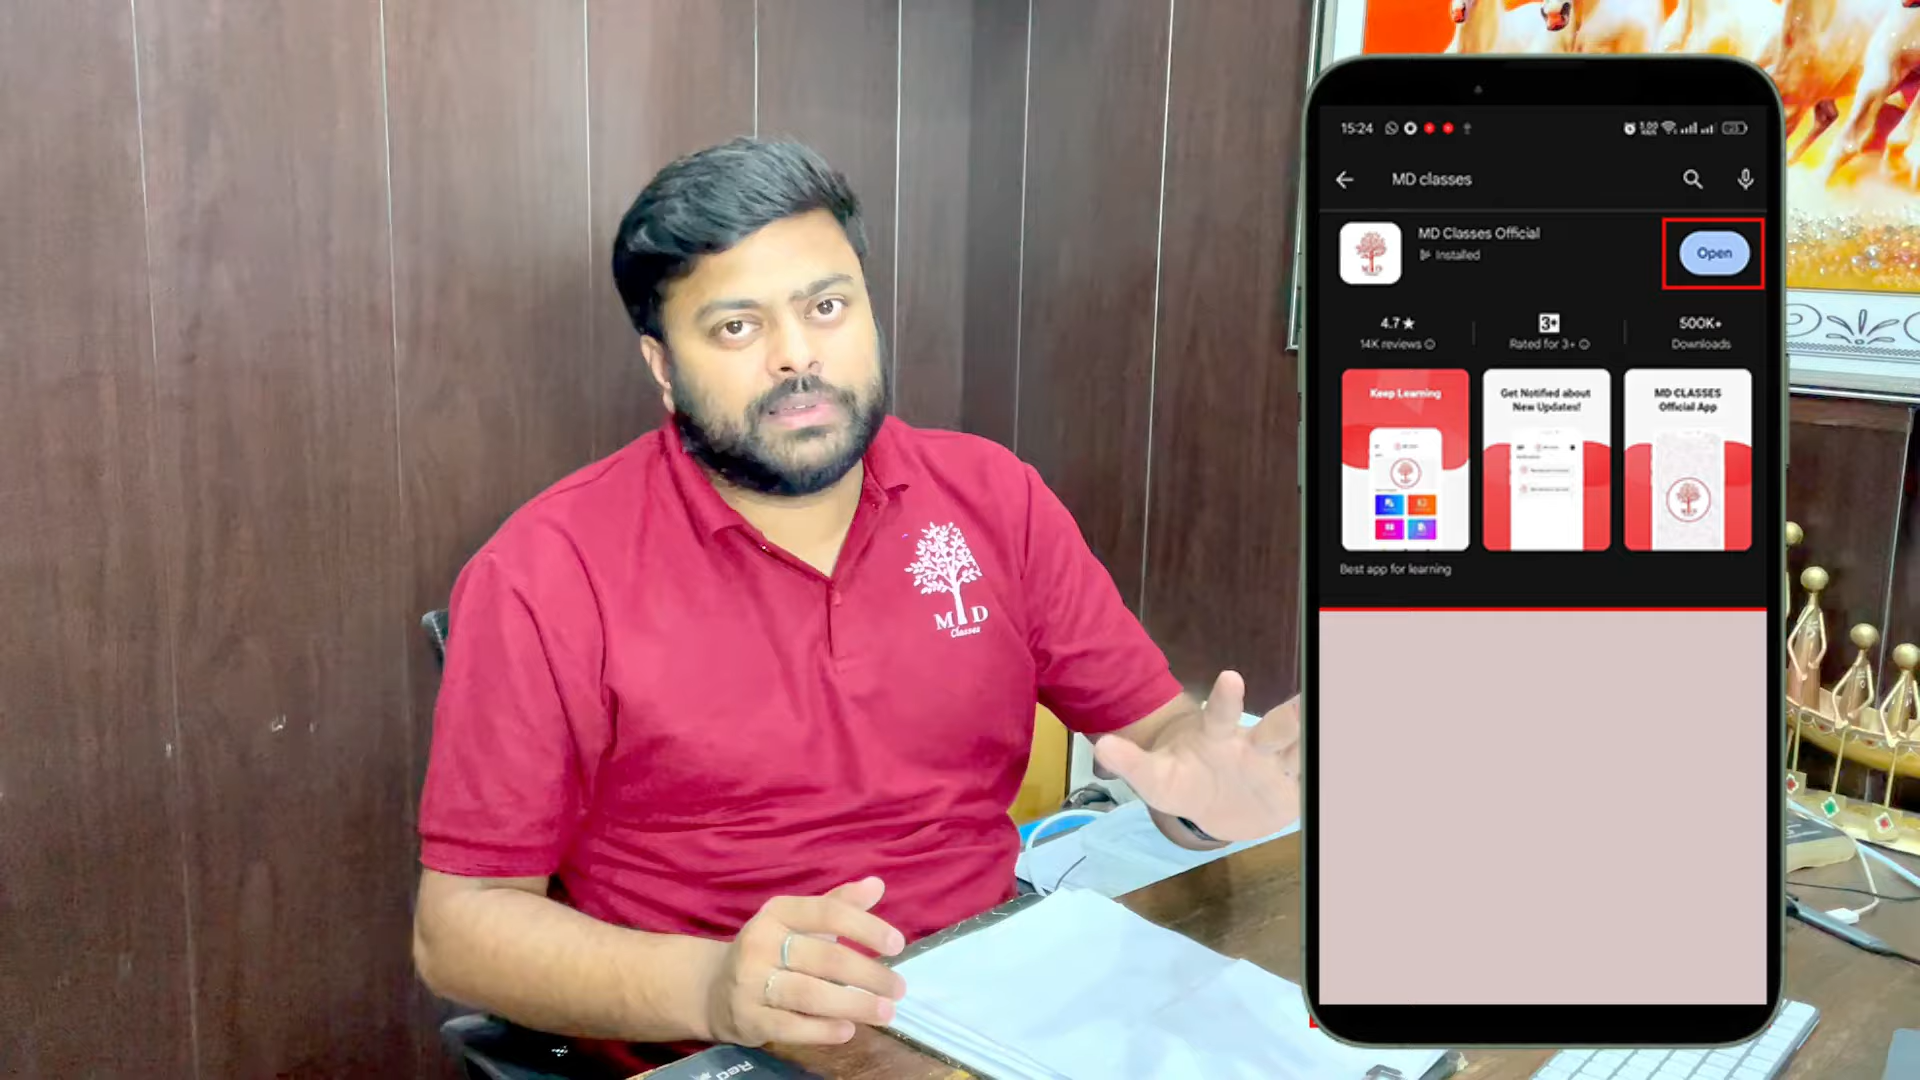 15:24
MD classes
MD Classes Official
Installed
Open
4.7★
14K reviews
3+
Rated for 3+
500K+
Downloads
Keep Learning
Get Notified about
New Updates!
MD CLASSES
Official App
M D
Best app for learning
M D
Classes